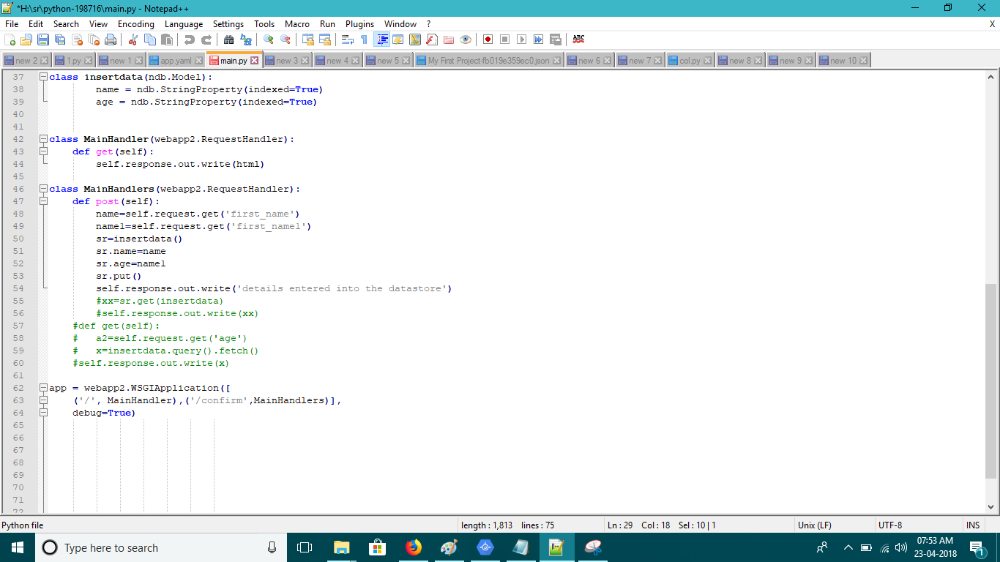 *H:\sr\python-198716\main.py - Notepad++
File Edit Search View Encoding Language Settings Tools Macro Run Plugins Window ? X
ABC
new 2 1.py new 1 app.yaml main.py new 3 new 4 new 5 My First Project-fb019e359ec0.json new 6 new 7 col.py new 8 new 9 new 10
37 class insertdata(ndb.Model):
38 name = ndb.StringProperty(indexed=True)
39 age = ndb.StringProperty(indexed=True)
40
41
42 class MainHandler(webapp2.RequestHandler):
43 def get(self):
44 self.response.out.write(html)
45
46 class MainHandlers(webapp2.RequestHandler):
47 def post(self):
48 name=self.request.get('first_name')
49 name1=self.request.get('first_name1')
50 sr=insertdata()
51 sr.name=name
52 sr.age=name1
53 sr.put()
54 self.response.out.write('details entered into the datastore')
55 #xx=sr.get(insertdata)
56 #self.response.out.write(xx)
57 #def get(self):
58 # a2=self.request.get('age')
59 # x=insertdata.query().fetch()
60 #self.response.out.write(x)
61
62 app = webapp2.WSGIApplication([
63 ('/', MainHandler),('/confirm',MainHandlers)],
64 debug=True)
65
66
67
68
69
70
71
72
Python file length : 1,813 lines : 75 Ln : 29 Col : 18 Sel : 10 | 1 Unix (LF) UTF-8 INS
Type here to search 07:53 AM
23-04-2018 1